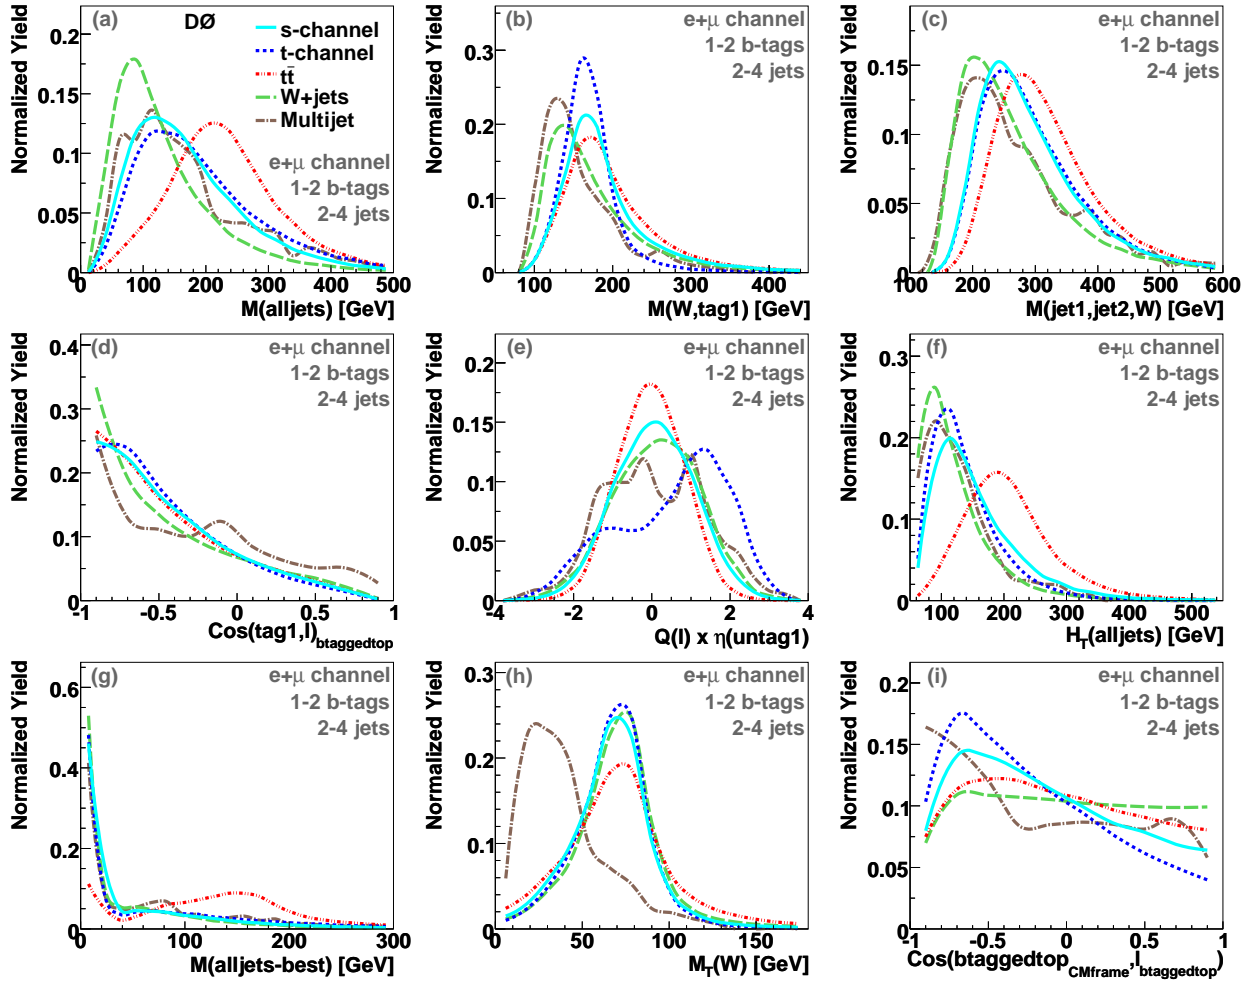 (a)
DØ
s-channel
t-channel
tt̄
W+jets
Multijet
e+μ channel
1-2 b-tags
2-4 jets
Normalized Yield
0.2
0.15
0.1
0.05
0
0 100 200 300 400 500
M(alljets) [GeV]
(b)
e+μ channel
1-2 b-tags
2-4 jets
Normalized Yield
0.3
0.2
0.1
0
100 200 300 400
M(W,tag1) [GeV]
(c)
e+μ channel
1-2 b-tags
2-4 jets
Normalized Yield
0.15
0.10
0.05
0
100 200 300 400 500 600
M(jet1,jet2,W) [GeV]
(d)
e+μ channel
1-2 b-tags
2-4 jets
Normalized Yield
0.4
0.3
0.2
0.1
0
-1 -0.5 0 0.5 1
Cos(tag1,l)btaggedtop
(e)
e+μ channel
1-2 b-tags
2-4 jets
Normalized Yield
0.2
0.15
0.1
0.05
0
-4 -2 0 2 4
Q(l) x η(untag1)
(f)
e+μ channel
1-2 b-tags
2-4 jets
Normalized Yield
0.3
0.2
0.1
0
100 200 300 400 500
HT(alljets) [GeV]
(g)
e+μ channel
1-2 b-tags
2-4 jets
Normalized Yield
0.6
0.4
0.2
0
0 100 200 300
M(alljets-best) [GeV]
(h)
e+μ channel
1-2 b-tags
2-4 jets
Normalized Yield
0.3
0.2
0.1
0
0 50 100 150
MT(W) [GeV]
(i)
e+μ channel
1-2 b-tags
2-4 jets
Normalized Yield
0.2
0.15
0.1
0.05
0
-1 -0.5 0 0.5 1
Cos(btaggedtopCMframe,lbtaggedtop)